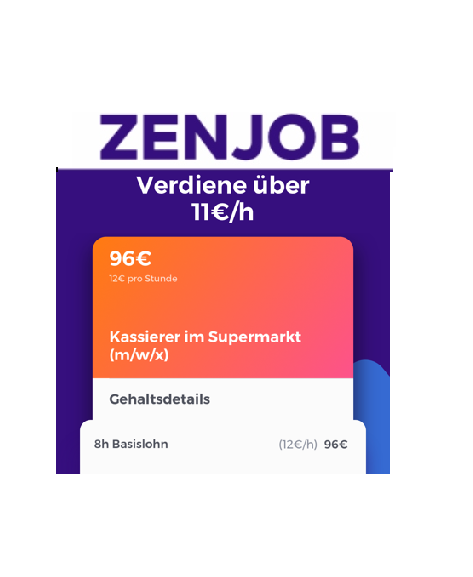 ZENJOB
Verdiene über
11€/h
96€
12€ pro Stunde
Kassierer im Supermarkt
(m/w/x)
Gehaltsdetails
8h Basislohn (12€/h) 96€